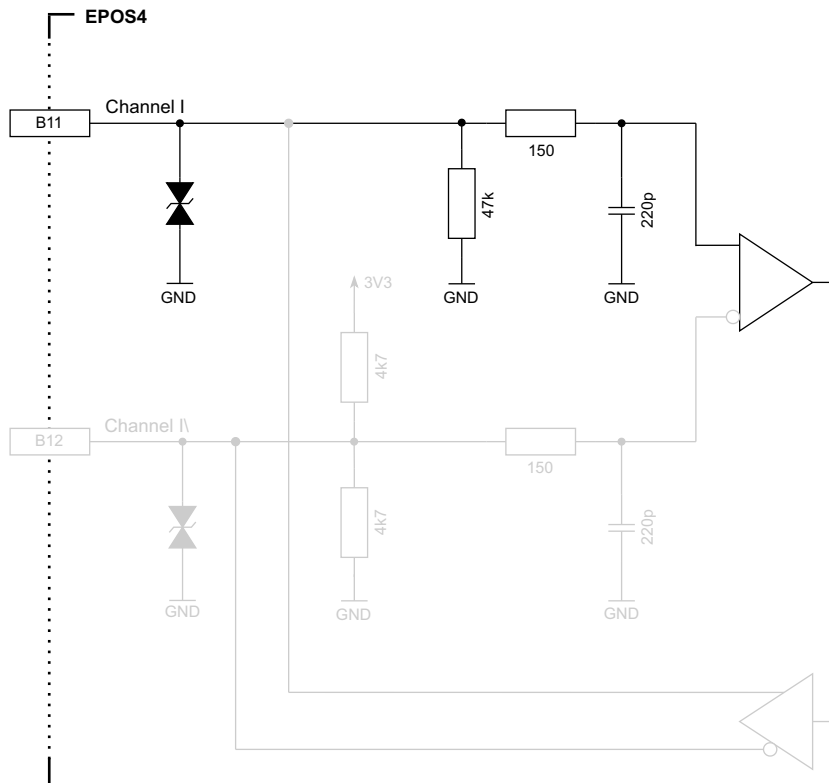 EPOS4
Channel I
B11
150
47k
220p
GND
GND
GND
3V3
4k7
Channel I\
B12
150
4k7
220p
GND
GND
GND